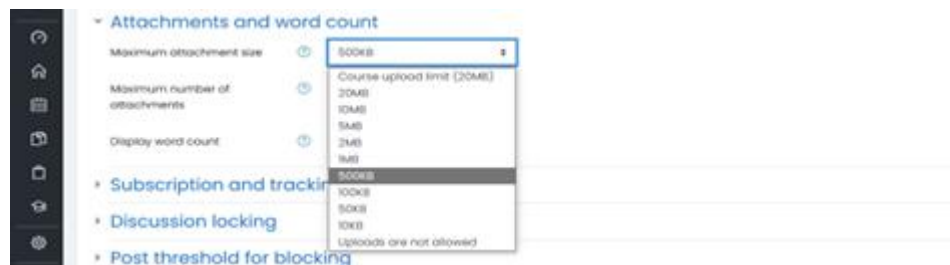 Attachments and word count
Maximum attachment size
500KB
Course upload limit (20MB)
20MB
10MB
5MB
2MB
1MB
500KB
100KB
50KB
10KB
Uploads are not allowed
Maximum number of
attachments
Display word count
Subscription and trackin
Discussion locking
Post threshold for blocking